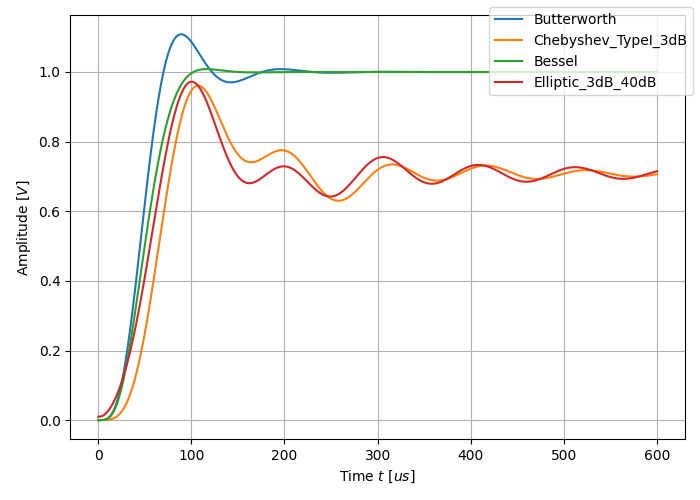 Butterworth
Chebyshev_TypeI_3dB
Bessel
Elliptic_3dB_40dB
1.0
0.8
0.6
0.4
0.2
0.0
Amplitude [V]
0 100 200 300 400 500 600
Time t [us]